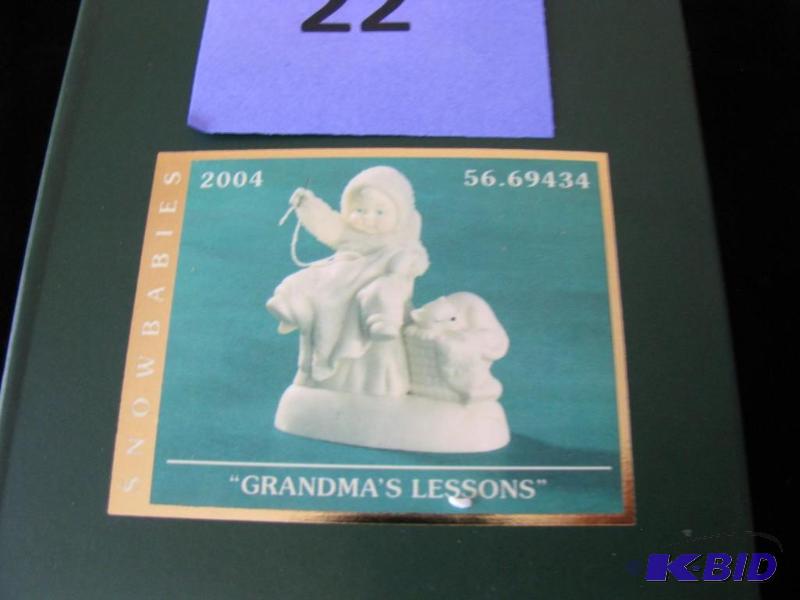 22
SNOWBABIES
2004
56.69434
"GRANDMA'S LESSONS"
K-BID